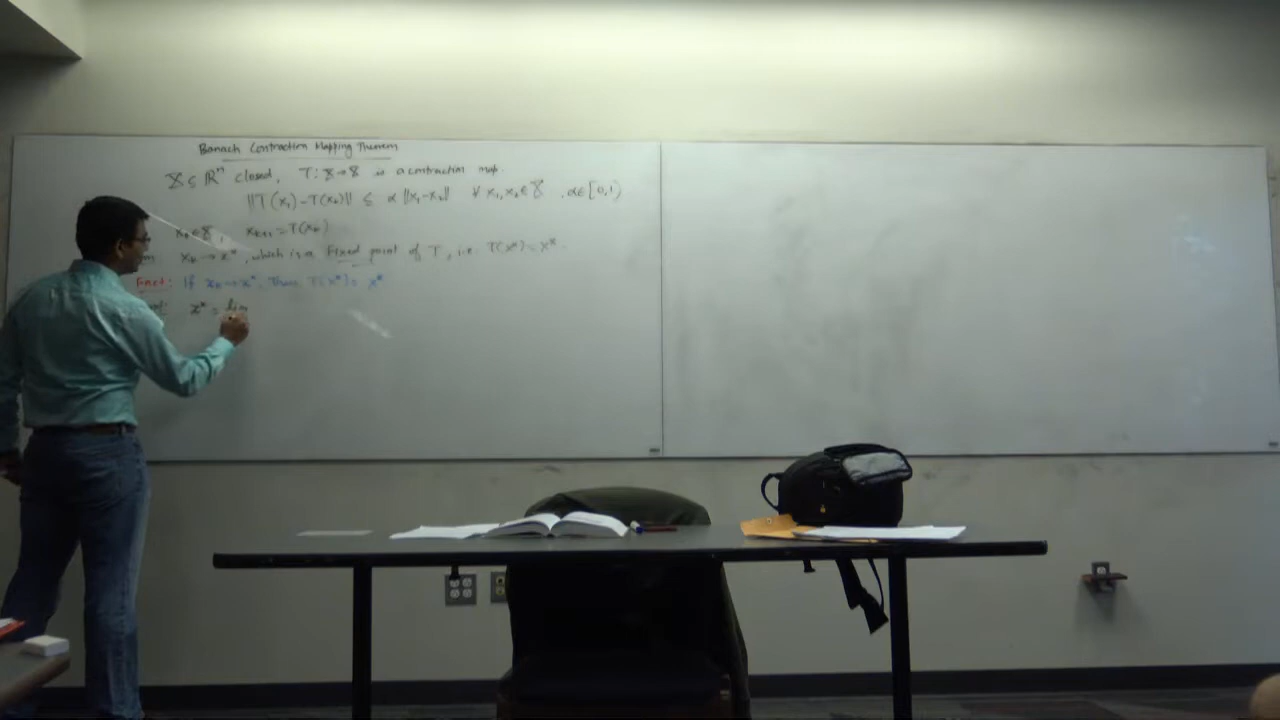 Banach Contraction Mapping Theorem
X ⊆ ℝⁿ closed, T: X→X is a contraction map.
||T(x₁)-T(x₂)|| ≤ α ||x₁-x₂|| ∀ x₁,x₂ ∈ X, α∈[0,1)
x₀∈X, xₖ₊₁ = T(xₖ)
xₖ → x*, which is a fixed point of T, i.e. T(x*) = x*.
Fact: If xₖ→x*, then T(x*) = x*
x* = lim